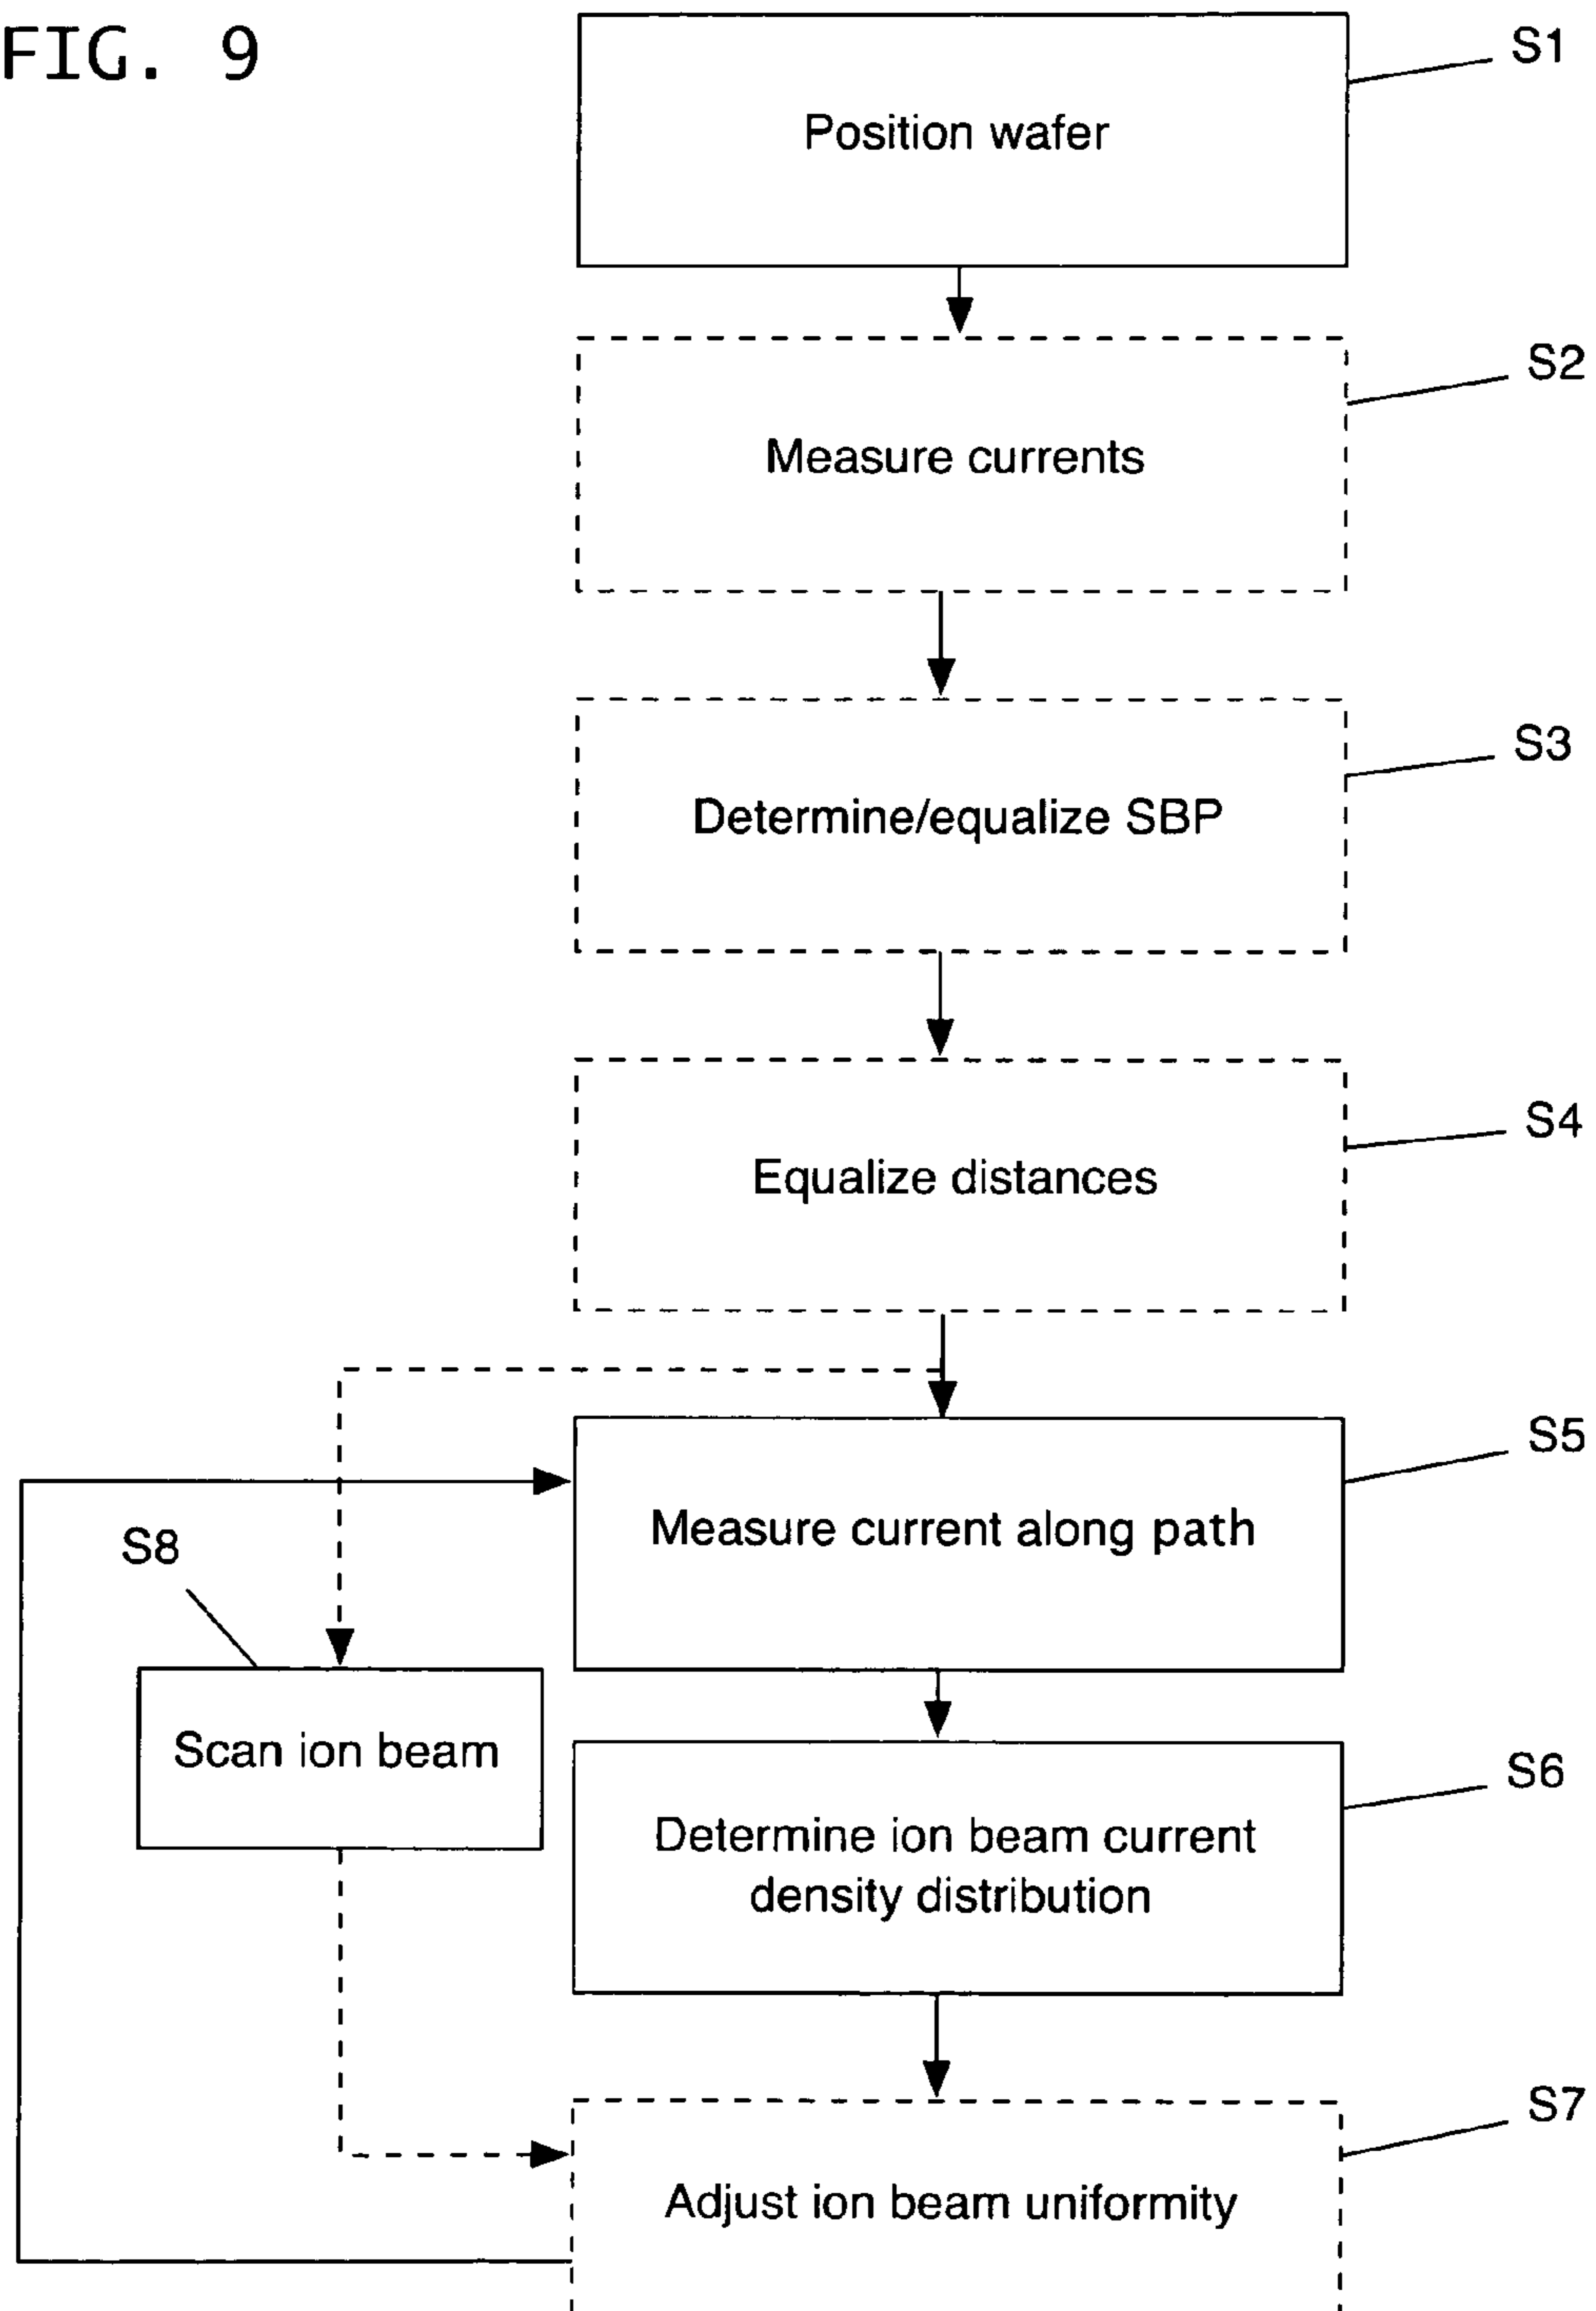 FIG. 9
S1
Position wafer
S2
Measure currents
S3
Determine/equalize SBP
S4
Equalize distances
S5
Measure current along path
S8
Scan ion beam
S6
Determine ion beam current
density distribution
S7
Adjust ion beam uniformity